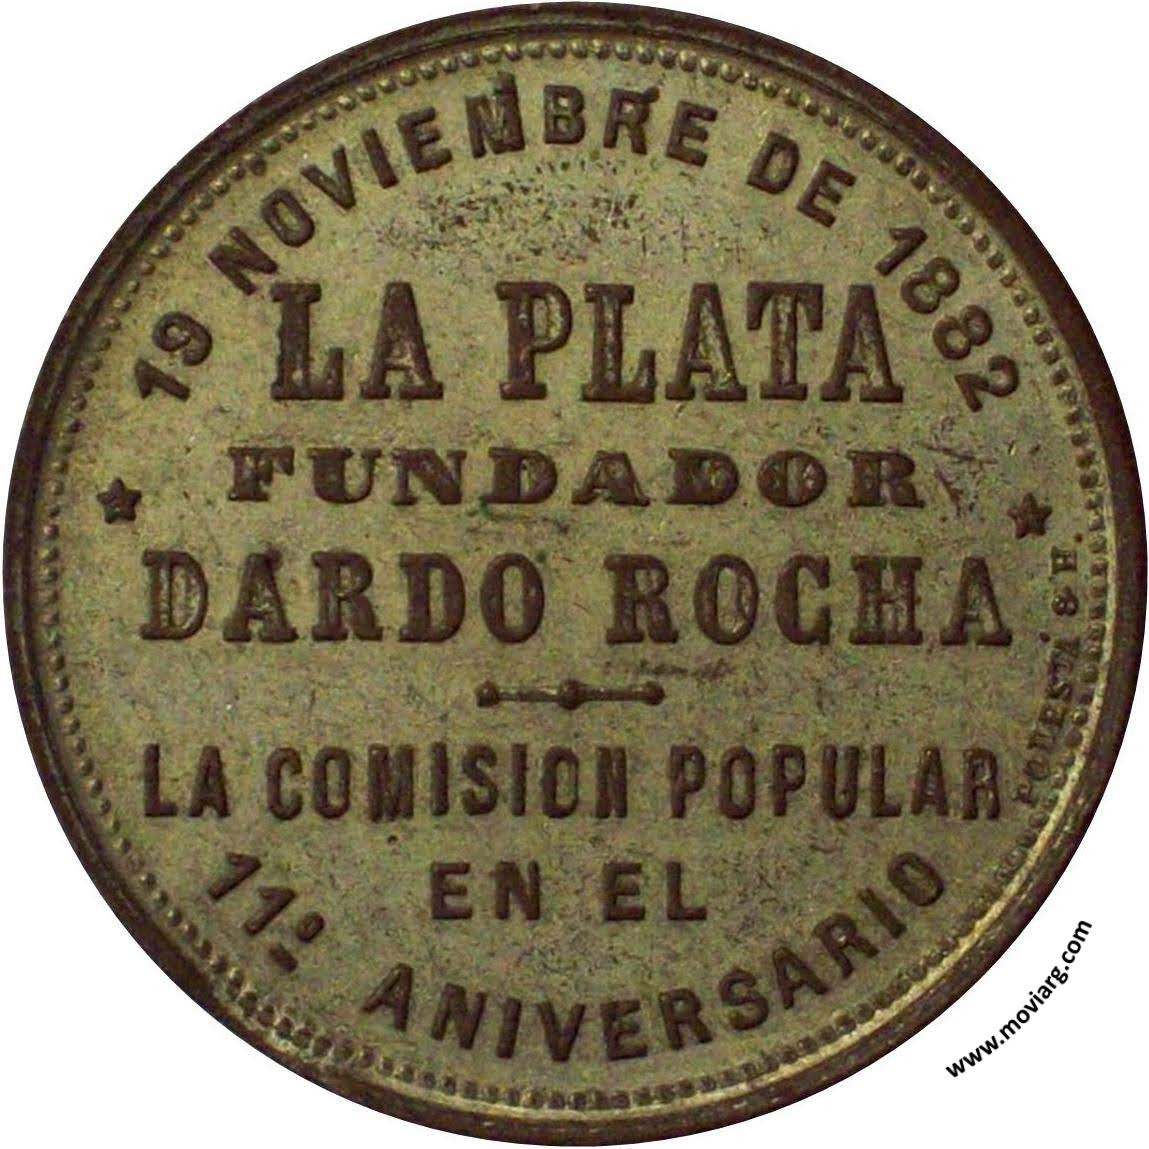 19 NOVIEMBRE DE 1882
LA PLATA
FUNDADOR
DARDO ROCHA
LA COMISION POPULAR
EN EL
11º ANIVERSARIO
POUESTÁ & H.
www.moviarg.com